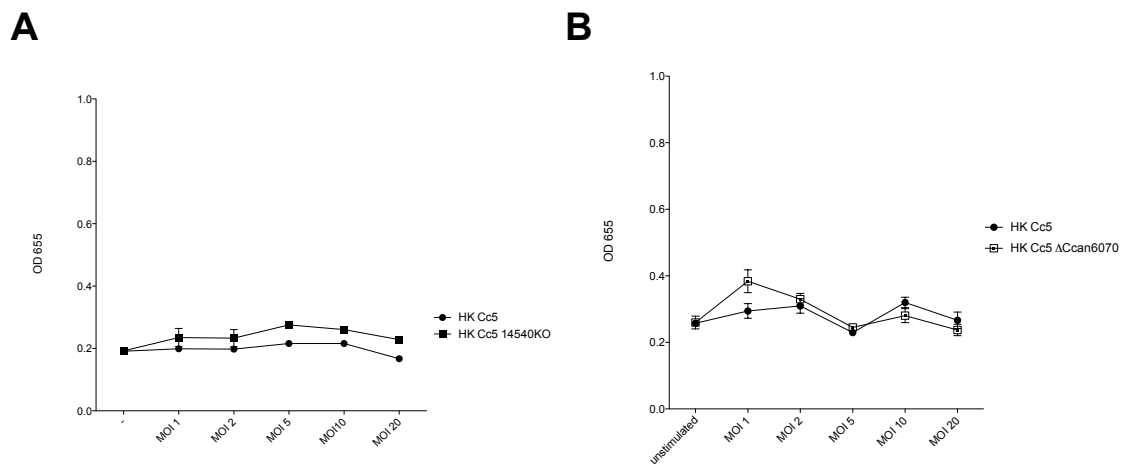 A
1.0
0.8
0.6
0.4
0.2
0.0
OD 655
-
MOI 1
MOI 2
MOI 5
MOI10
MOI 20
HK Cc5
HK Cc5 14540KO
B
1.0
0.8
0.6
0.4
0.2
0.0
OD 655
unstimulated
MOI 1
MOI 2
MOI 5
MOI 10
MOI 20
HK Cc5
HK Cc5 ΔCcan6070